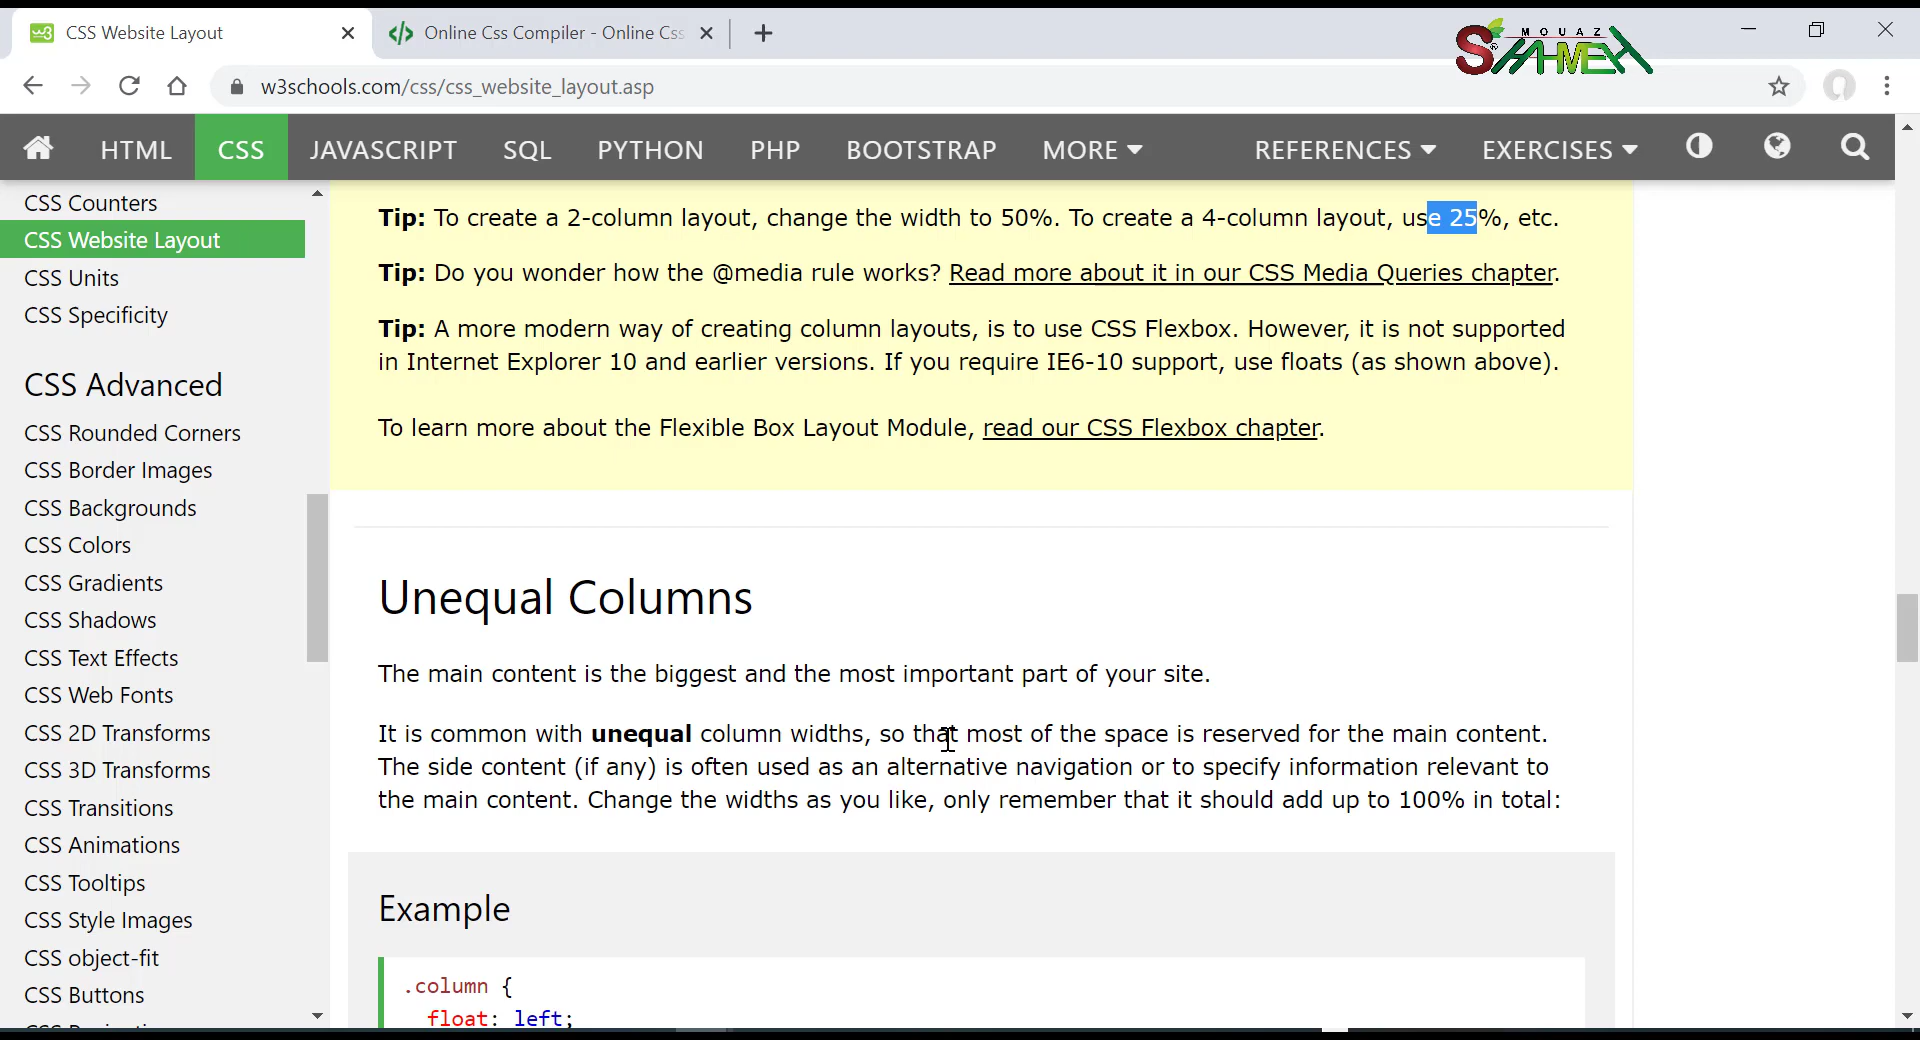 CSS Website Layout
Online Css Compiler - Online Css
MOUAZ
SHAHMEH
w3schools.com/css/css_website_layout.asp
HTML CSS JAVASCRIPT SQL PYTHON PHP BOOTSTRAP MORE REFERENCES EXERCISES
CSS Counters
CSS Website Layout
CSS Units
CSS Specificity
CSS Advanced
CSS Rounded Corners
CSS Border Images
CSS Backgrounds
CSS Colors
CSS Gradients
CSS Shadows
CSS Text Effects
CSS Web Fonts
CSS 2D Transforms
CSS 3D Transforms
CSS Transitions
CSS Animations
CSS Tooltips
CSS Style Images
CSS object-fit
CSS Buttons
Tip: To create a 2-column layout, change the width to 50%. To create a 4-column layout, use 25%, etc.
Tip: Do you wonder how the @media rule works? Read more about it in our CSS Media Queries chapter.
Tip: A more modern way of creating column layouts, is to use CSS Flexbox. However, it is not supported
in Internet Explorer 10 and earlier versions. If you require IE6-10 support, use floats (as shown above).
To learn more about the Flexible Box Layout Module, read our CSS Flexbox chapter.
Unequal Columns
The main content is the biggest and the most important part of your site.
It is common with unequal column widths, so that most of the space is reserved for the main content.
The side content (if any) is often used as an alternative navigation or to specify information relevant to
the main content. Change the widths as you like, only remember that it should add up to 100% in total:
Example
.column {
float: left;